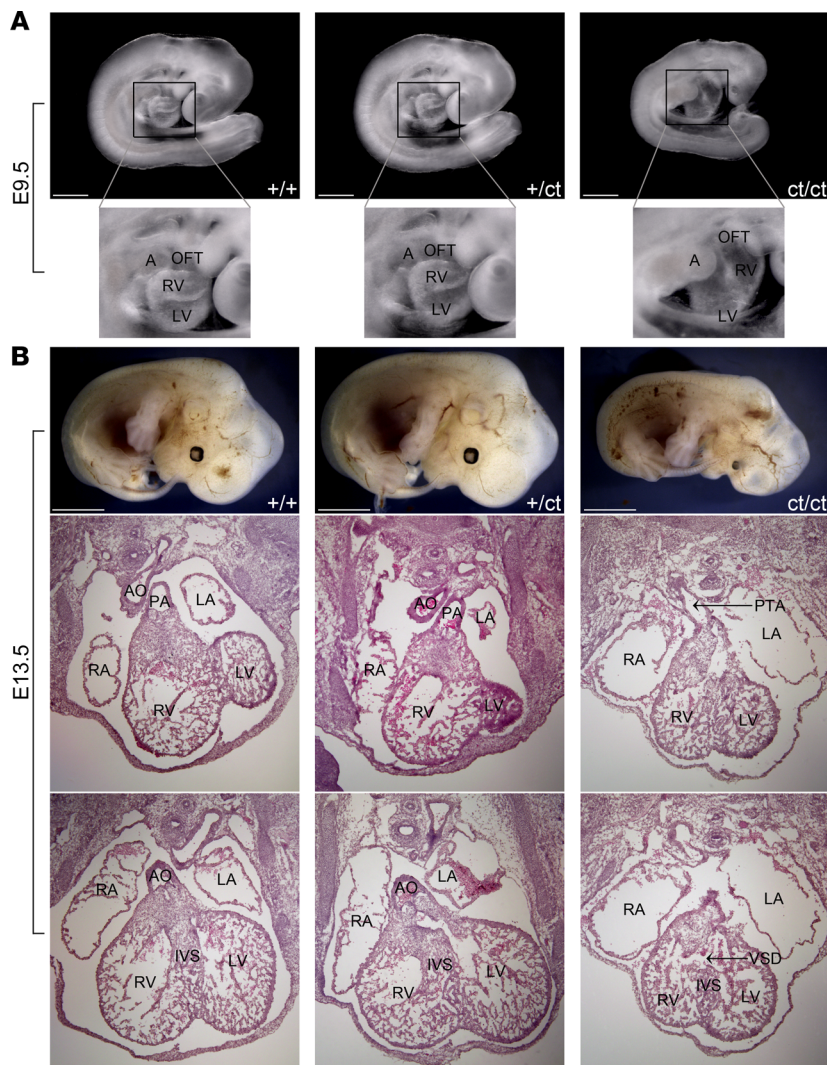 A
E9.5
+/+
+/ct
ct/ct
A OFT
RV
LV
A OFT
RV
LV
OFT
A RV
LV
B
E13.5
+/+
+/ct
ct/ct
AO PA LA
RA LV
RV
AO PA LA
RA
RV LV
PTA
LA
RA
RV LV
RA AO LA
IVS LV
RV
LA
AO
RA
IVS LV
RV
RA LA
VSD
RV IVS LV